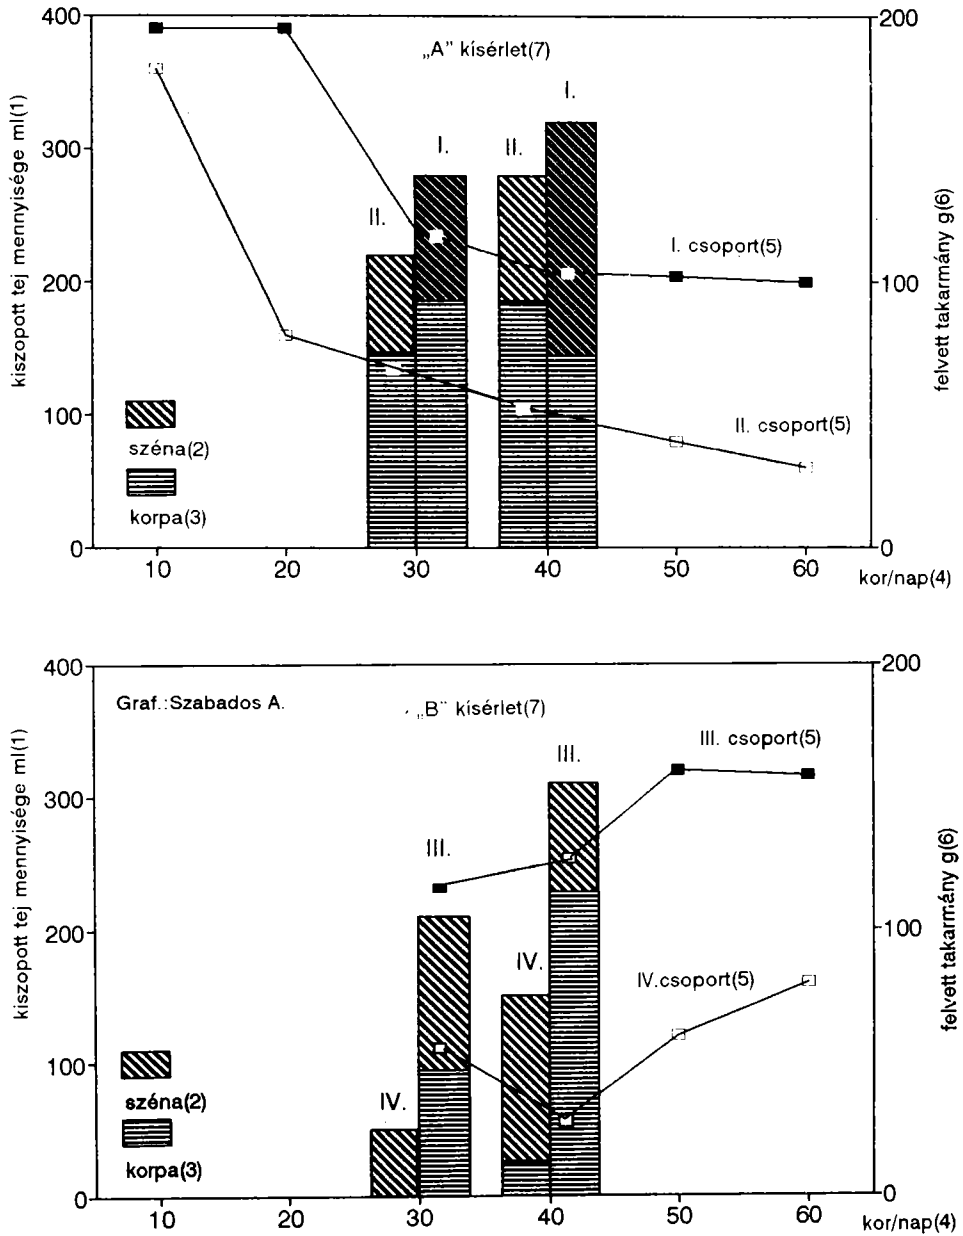 400
300
200
100
0
kiszopott tej mennyisége ml(1)
„A” kísérlet(7)
I.
I.
II.
II.
I. csoport(5)
II. csoport(5)
széna(2)
korpa(3)
200
100
0
felvett takarmány g(6)
10 20 30 40 50 60
kor/nap(4)
400
300
200
100
0
kiszopott tej mennyisége ml(1)
Graf.:Szabados A.
„B” kísérlet(7)
III. csoport(5)
III.
III.
IV.
IV.csoport(5)
IV.
széna(2)
korpa(3)
200
100
0
felvett takarmány g(6)
10 20 30 40 50 60
kor/nap(4)